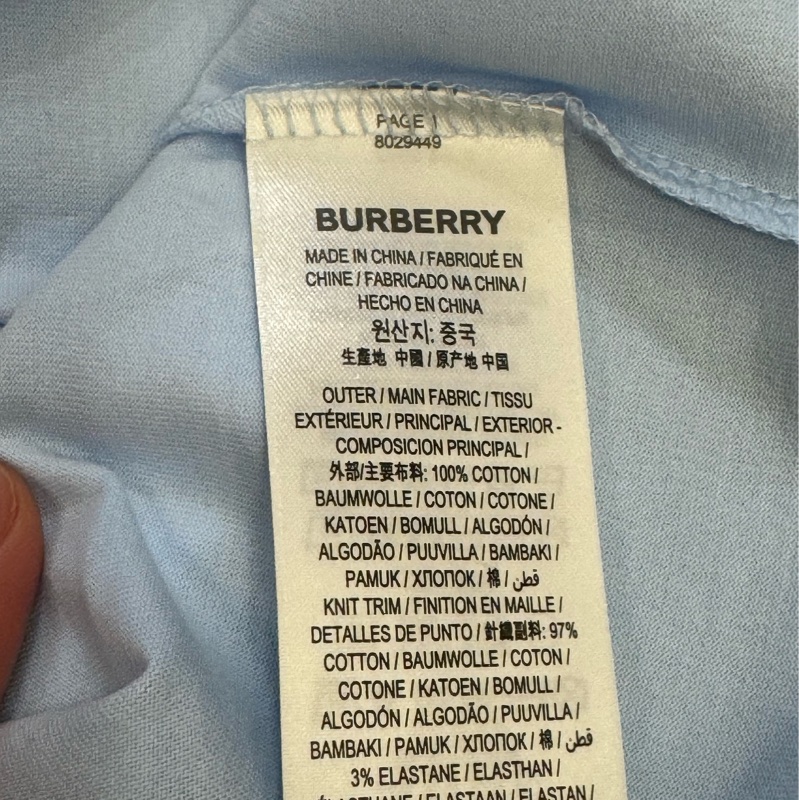 PAGE 1
8029449
BURBERRY
MADE IN CHINA / FABRIQUÉ EN
CHINE / FABRICADO NA CHINA /
HECHO EN CHINA
원산지: 중국
生產地 中國 / 原产地 中国
OUTER / MAIN FABRIC / TISSU
EXTÉRIEUR / PRINCIPAL / EXTERIOR -
COMPOSICION PRINCIPAL /
外部/主要布料: 100% COTTON /
BAUMWOLLE / COTON / COTONE /
KATOEN / BOMULL / ALGODÓN /
ALGODÃO / PUUVILLA / BAMBAKI /
PAMUK / ХЛОПОК / 棉 / قطن
KNIT TRIM / FINITION EN MAILLE /
DETALLES DE PUNTO / 針織副料: 97%
COTTON / BAUMWOLLE / COTON /
COTONE / KATOEN / BOMULL /
ALGODÓN / ALGODÃO / PUUVILLA /
BAMBAKI / PAMUK / ХЛОПОК / 棉 / قطن
3% ELASTANE / ELASTHAN /
ÉLASTHANE / ELASTAAN / ELASTAN /